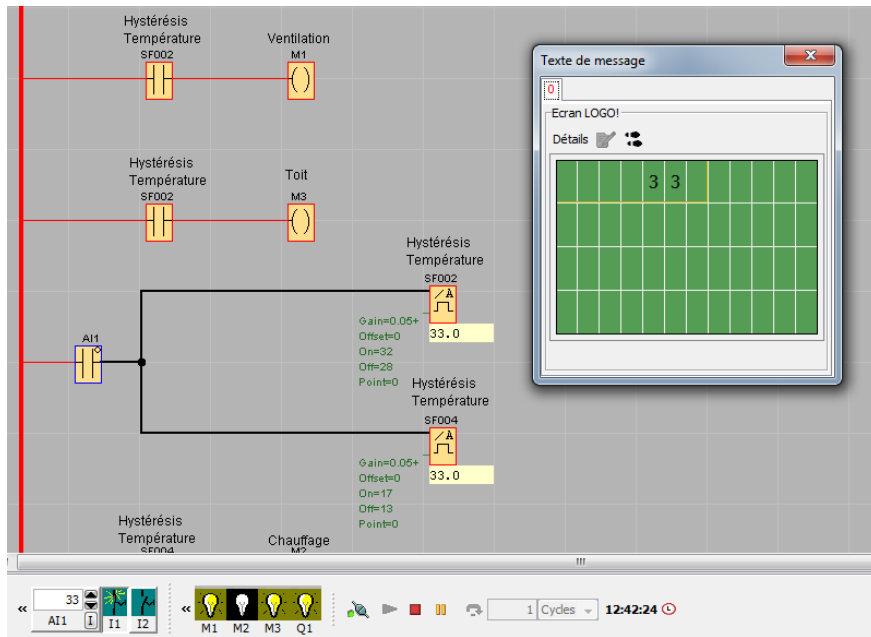 Hystérésis
Température
SF002
Ventilation
M1
Hystérésis
Température
SF002
Toit
M3
Hystérésis
Température
SF002
Gain=0.05+
Offset=0
On=32
Off=28
Point=0
33.0
AI1
Hystérésis
Température
SF004
Gain=0.05+
Offset=0
On=17
Off=13
Point=0
33.0
Hystérésis
Température
SF004
Chauffage
M2
Texte de message
0
Ecran LOGO!
Détails
3 3
« 33
AI1 I I1 I2
« M1 M2 M3 Q1
1 Cycles 12:42:24